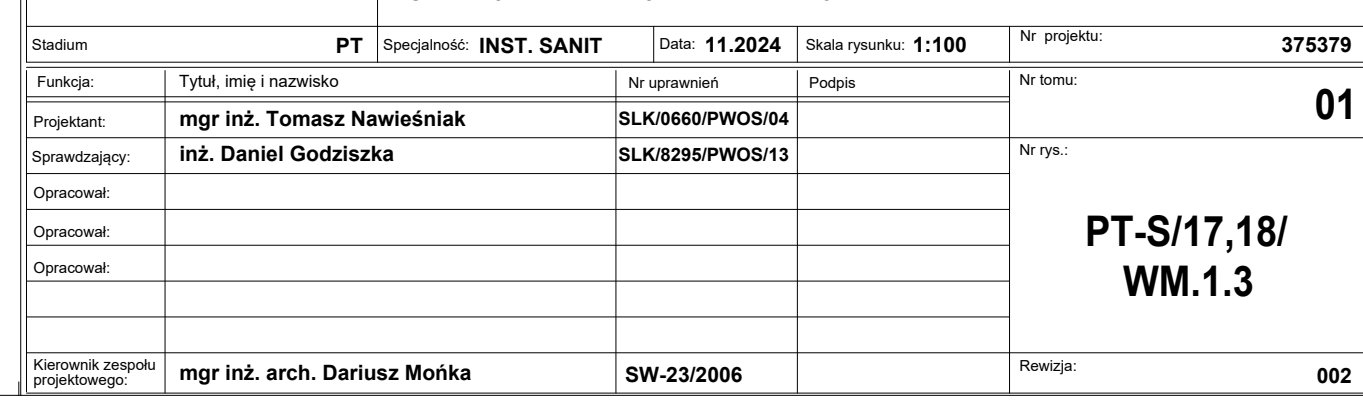 Stadium PT Specjalność: INST. SANIT Data: 11.2024 Skala rysunku: 1:100 Nr projektu: 375379
Funkcja: Tytuł, imię i nazwisko Nr uprawnień Podpis Nr tomu:
01
Projektant: mgr inż. Tomasz Nawieśniak SLK/0660/PWOS/04
Sprawdzający: inż. Daniel Godziszka SLK/8295/PWOS/13 Nr rys.:
Opracował:
Opracował:
Opracował:
PT-S/17,18/
WM.1.3
Kierownik zespołu
projektowego: mgr inż. arch. Dariusz Mońka SW-23/2006
Rewizja: 002